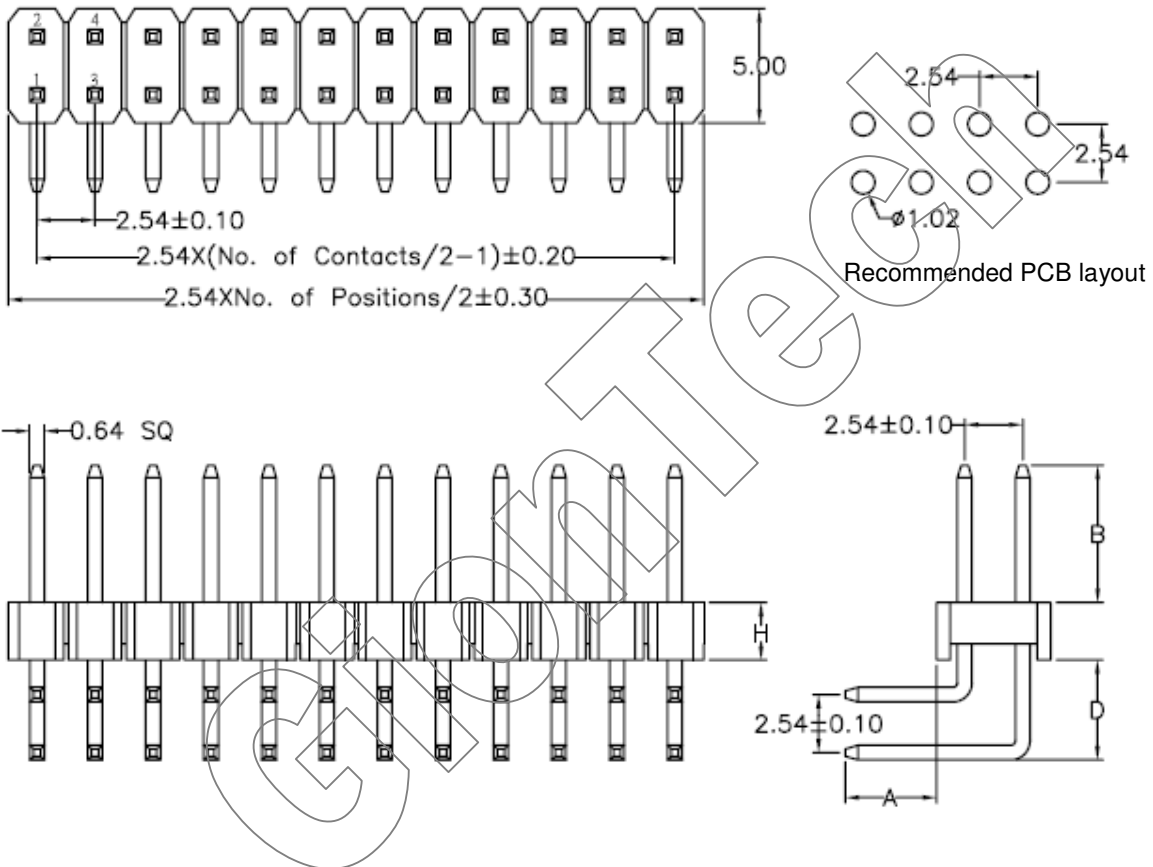 2 4
1 3
5.00
2.54±0.10
2.54X(No. of Contacts/2-1)±0.20
2.54XNo. of Positions/2±0.30
2.54
2.54
ø1.02
Recommended PCB layout
0.64 SQ
H
2.54±0.10
B
D
2.54±0.10
A
GionTech